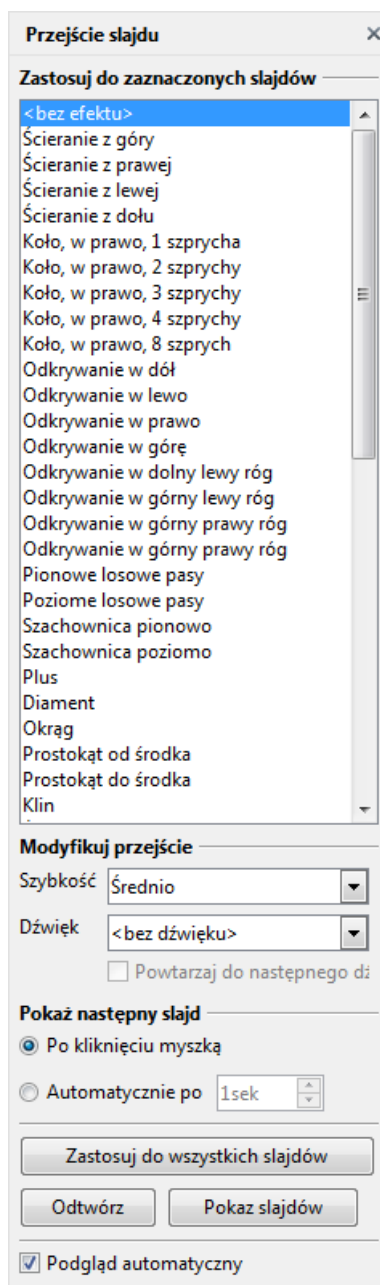 Przejście slajdu
Zastosuj do zaznaczonych slajdów
<bez efektu>
Ścieranie z góry
Ścieranie z prawej
Ścieranie z lewej
Ścieranie z dołu
Koło, w prawo, 1 szprycha
Koło, w prawo, 2 szprychy
Koło, w prawo, 3 szprychy
Koło, w prawo, 4 szprychy
Koło, w prawo, 8 szprych
Odkrywanie w dół
Odkrywanie w lewo
Odkrywanie w prawo
Odkrywanie w górę
Odkrywanie w dolny lewy róg
Odkrywanie w górny lewy róg
Odkrywanie w górny prawy róg
Odkrywanie w górny prawy róg
Pionowe losowe pasy
Poziome losowe pasy
Szachownica pionowo
Szachownica poziomo
Plus
Diament
Okrąg
Prostokąt od środka
Prostokąt do środka
Klin
Modyfikuj przejście
Szybkość Średnio
Dźwięk <bez dźwięku>
Powtarzaj do następnego dź
Pokaż następny slajd
Po kliknięciu myszką
Automatycznie po 1sek
Zastosuj do wszystkich slajdów
Odtwórz Pokaz slajdów
Podgląd automatyczny